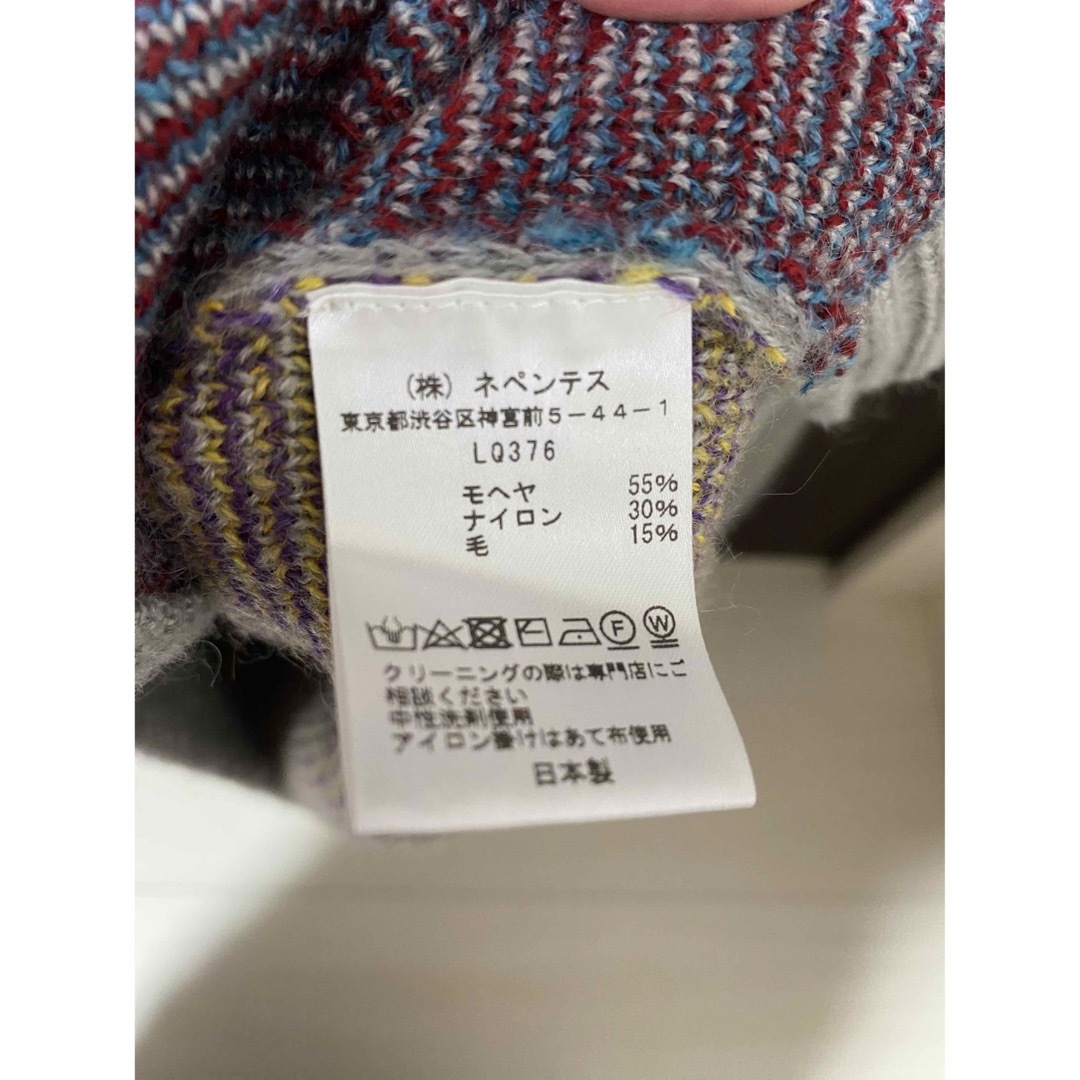 (株) ネペンテス
東京都渋谷区神宮前5-44-1
LQ376
モヘヤ 55%
ナイロン 30%
毛 15%
F W
クリーニングの際は専門店にご
相談ください
中性洗剤使用
アイロン掛けはあて布使用
日本製